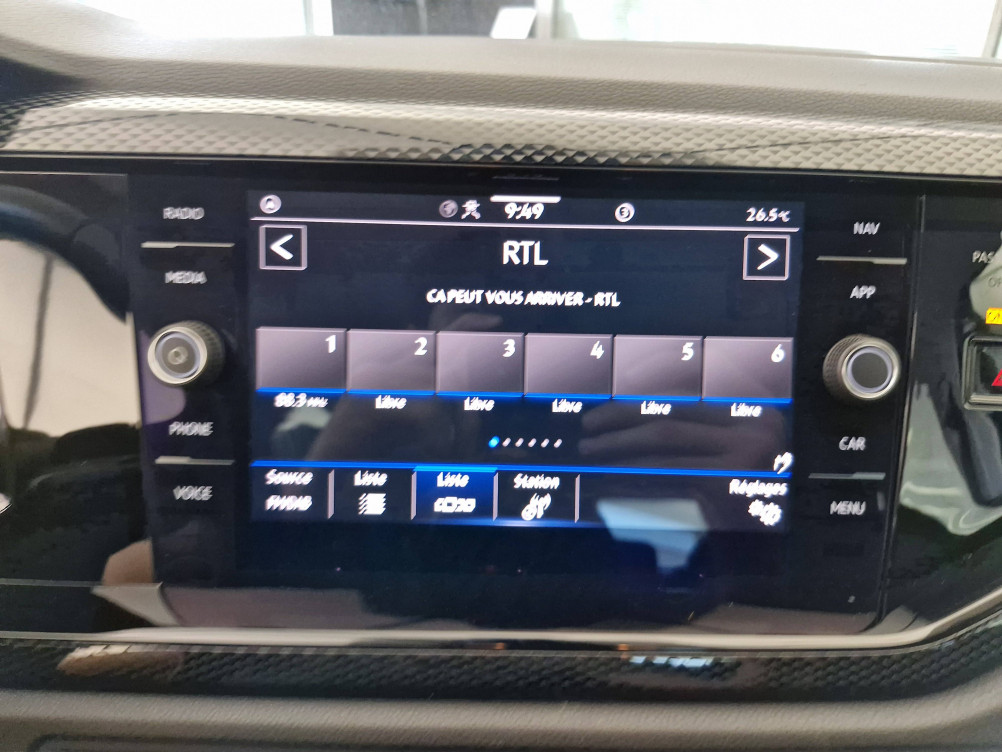 RADIO
MEDIA
PHONE
VOICE
9:49
26.5°C
RTL
CA PEUT VOUS ARRIVER - RTL
1 2 3 4 5 6
Libre Libre Libre Libre Libre
Source Liste Liste Station Réglages
FM/DAB
NAV
APP
CAR
MENU